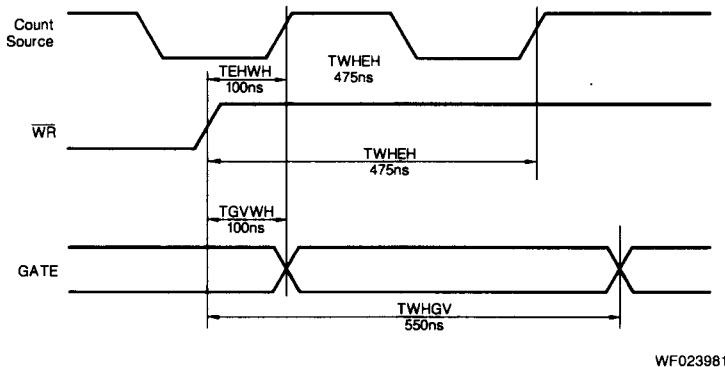 Count
Source
TEHWH
100ns
TWHEH
475ns
WR
TWHEH
475ns
TGVWH
100ns
GATE
TWHGV
550ns
WF023981